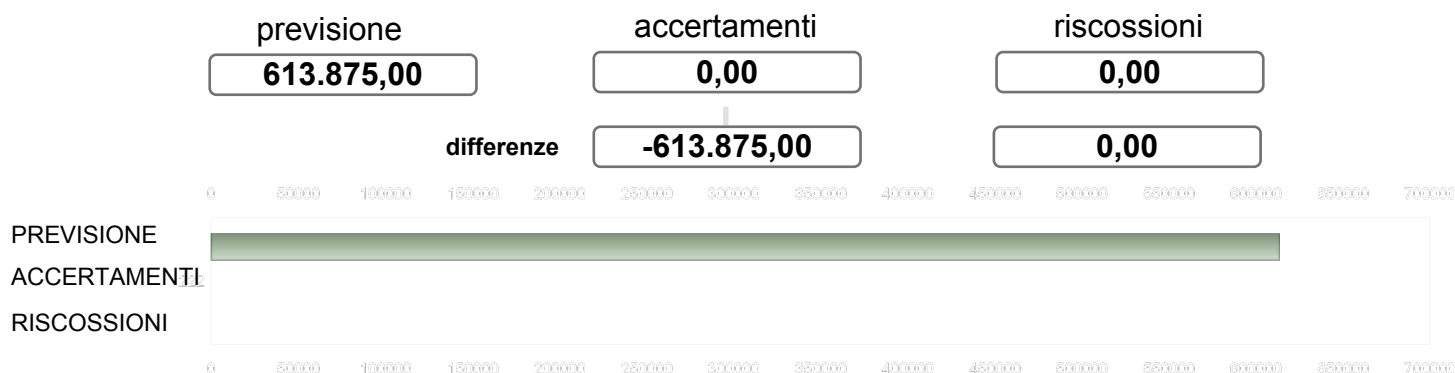 previsione accertamenti riscossioni
613.875,00 0,00 0,00
differenze -613.875,00 0,00
0 50000 100000 150000 200000 250000 300000 350000 400000 450000 500000 550000 600000 650000 700000
PREVISIONE
ACCERTAMENTI
RISCOSSIONI
0 50000 100000 150000 200000 250000 300000 350000 400000 450000 500000 550000 600000 650000 700000